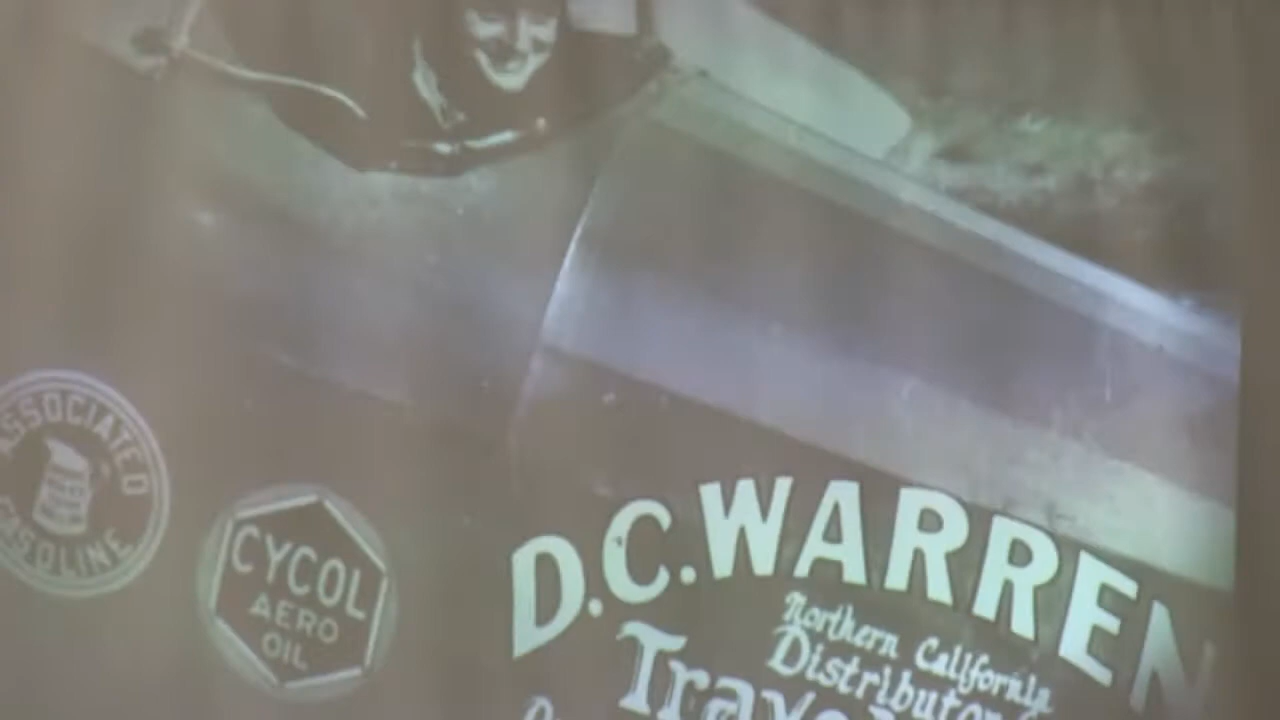 ASSOCIATED
GASOLINE
CYCOL
AERO
OIL
D.C.WARREN
Northern California
Distributor